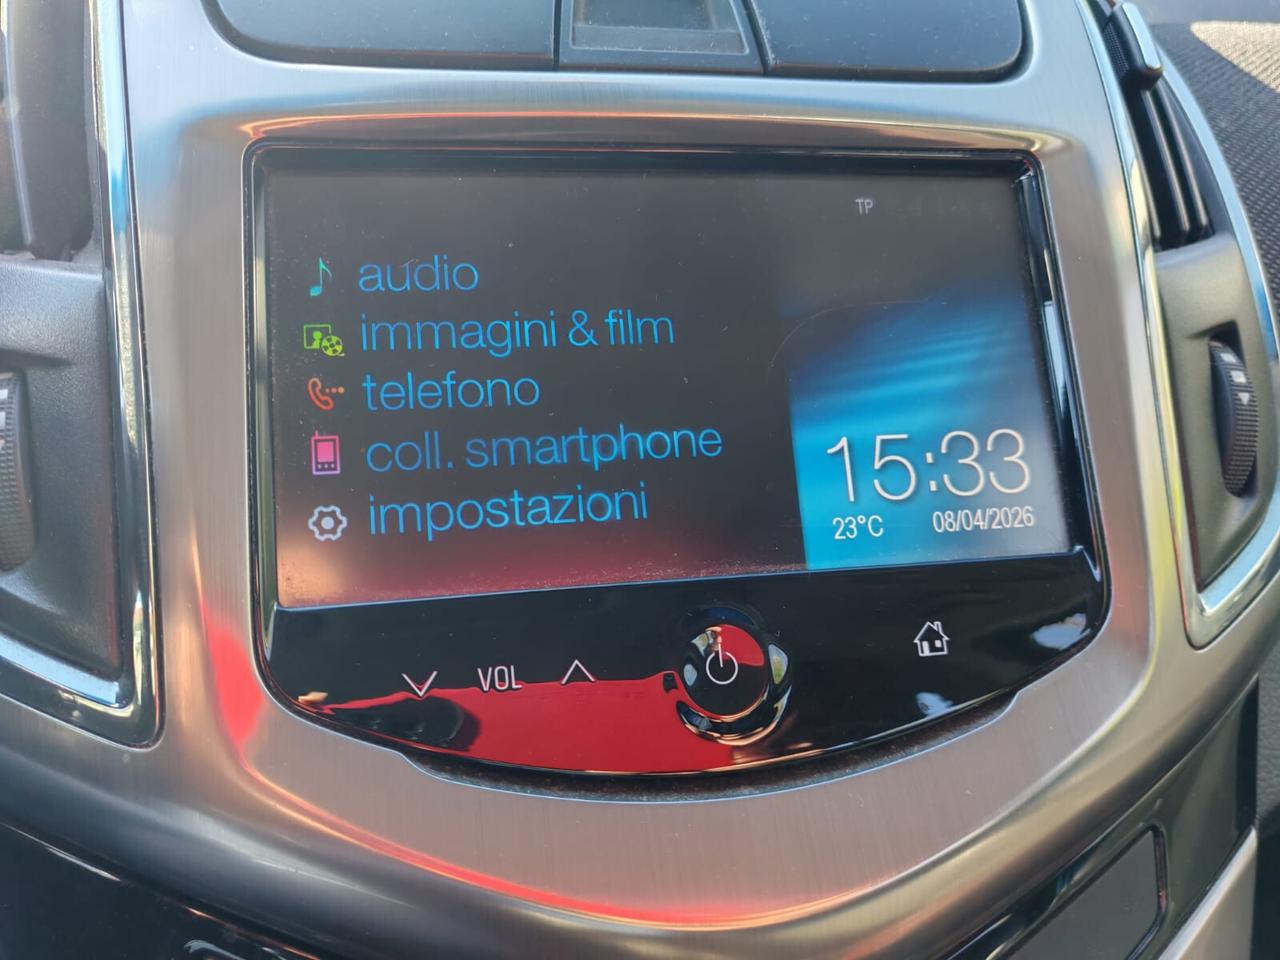 TP
audio
immagini & film
telefono
coll. smartphone
impostazioni
15:33
23°C 08/04/2026
VOL